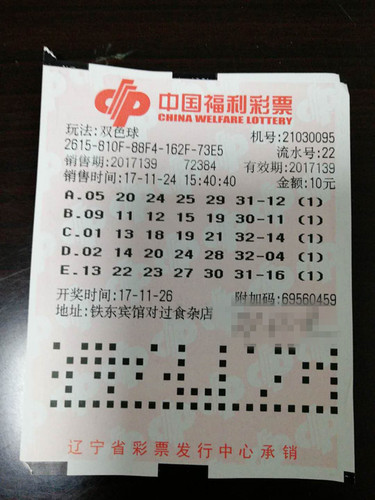 中国福利彩票
CHINA WELFARE LOTTERY
玩法:双色球 机号:21030095
2615-810F-88F4-162F-73E5 流水号:22
销售期:2017139 72384 有效期:2017139
销售时间:17-11-24 15:40:40 金额:10元
A.05 20 24 25 29 31-12 (1)
B.09 11 12 15 19 30-11 (1)
C.01 13 18 19 21 32-14 (1)
D.02 14 20 24 28 32-04 (1)
E.13 22 23 27 30 31-16 (1)
开奖时间:17-11-26 附加码:69560459
地址:铁东宾馆对过食杂店
辽宁省彩票发行中心承销